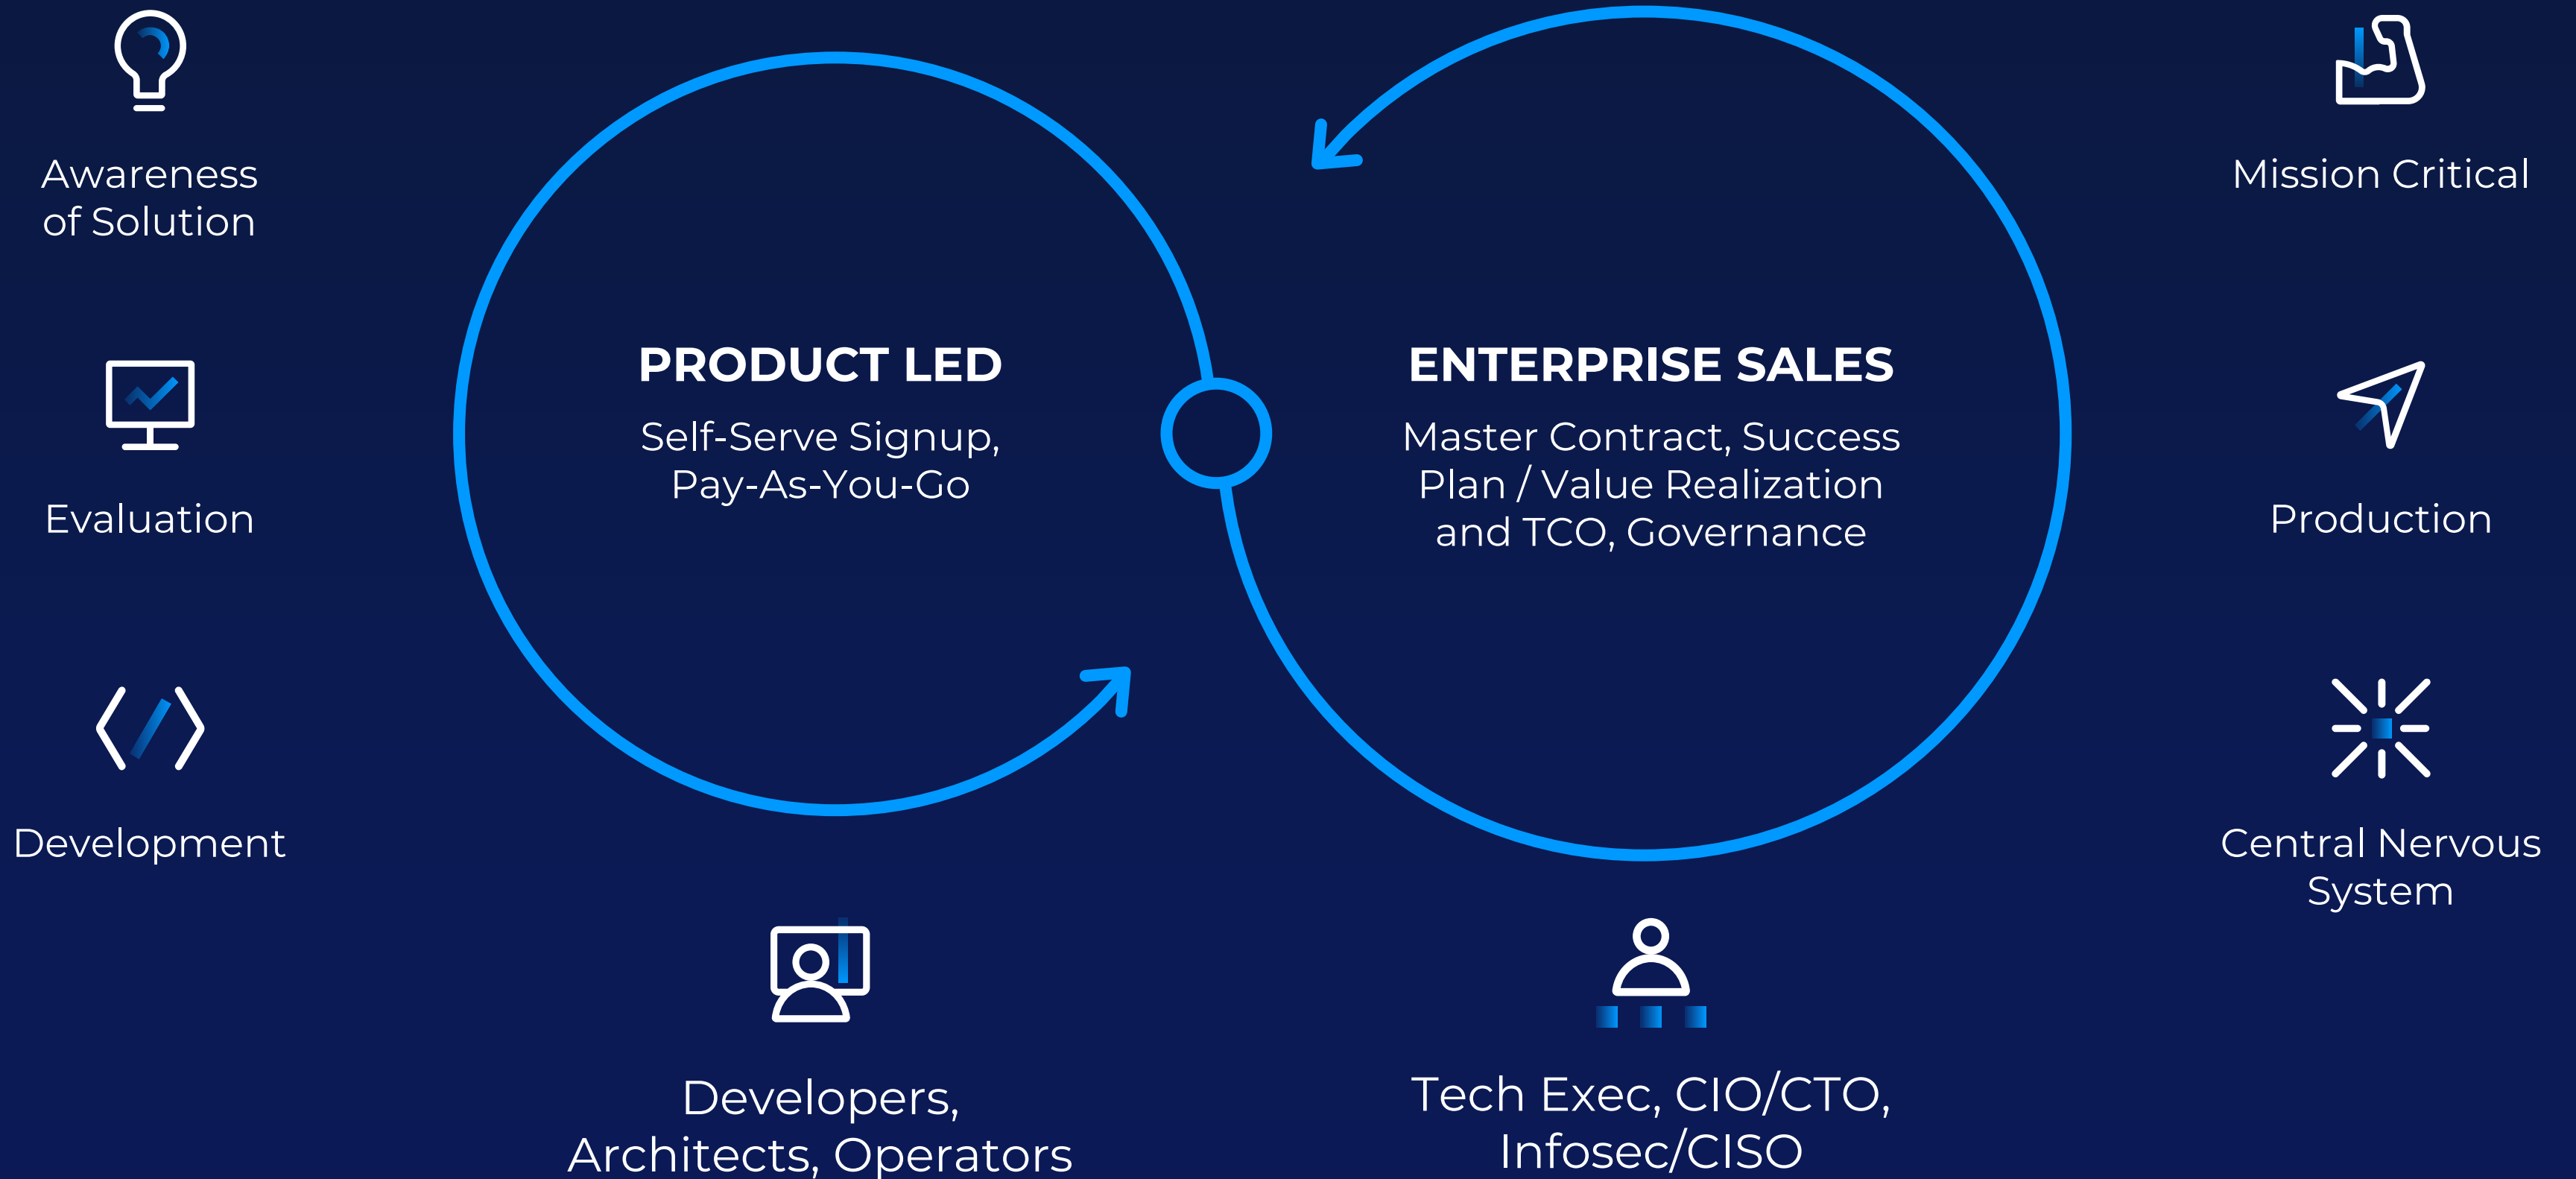 Awareness
of Solution
Evaluation
Development
PRODUCT LED
Self-Serve Signup,
Pay-As-You-Go
Developers,
Architects, Operators
ENTERPRISE SALES
Master Contract, Success
Plan / Value Realization
and TCO, Governance
Tech Exec, CIO/CTO,
Infosec/CISO
Mission Critical
Production
Central Nervous
System